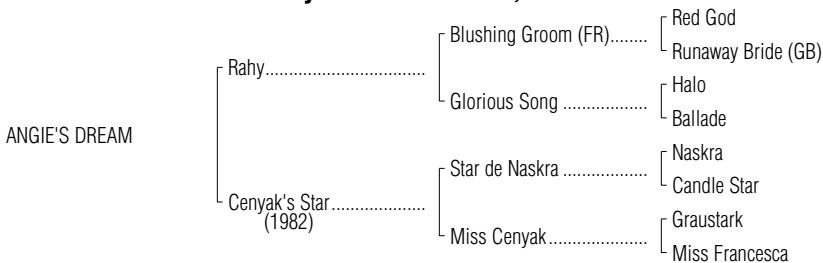 Red God
Blushing Groom (FR)........
Runaway Bride (GB)
Rahy..................................
Halo
Glorious Song ..................
Ballade
ANGIE'S DREAM
Naskra
Star de Naskra ..................
Candle Star
Cenyak's Star....................
(1982)
Graustark
Miss Cenyak.....................
Miss Francesca